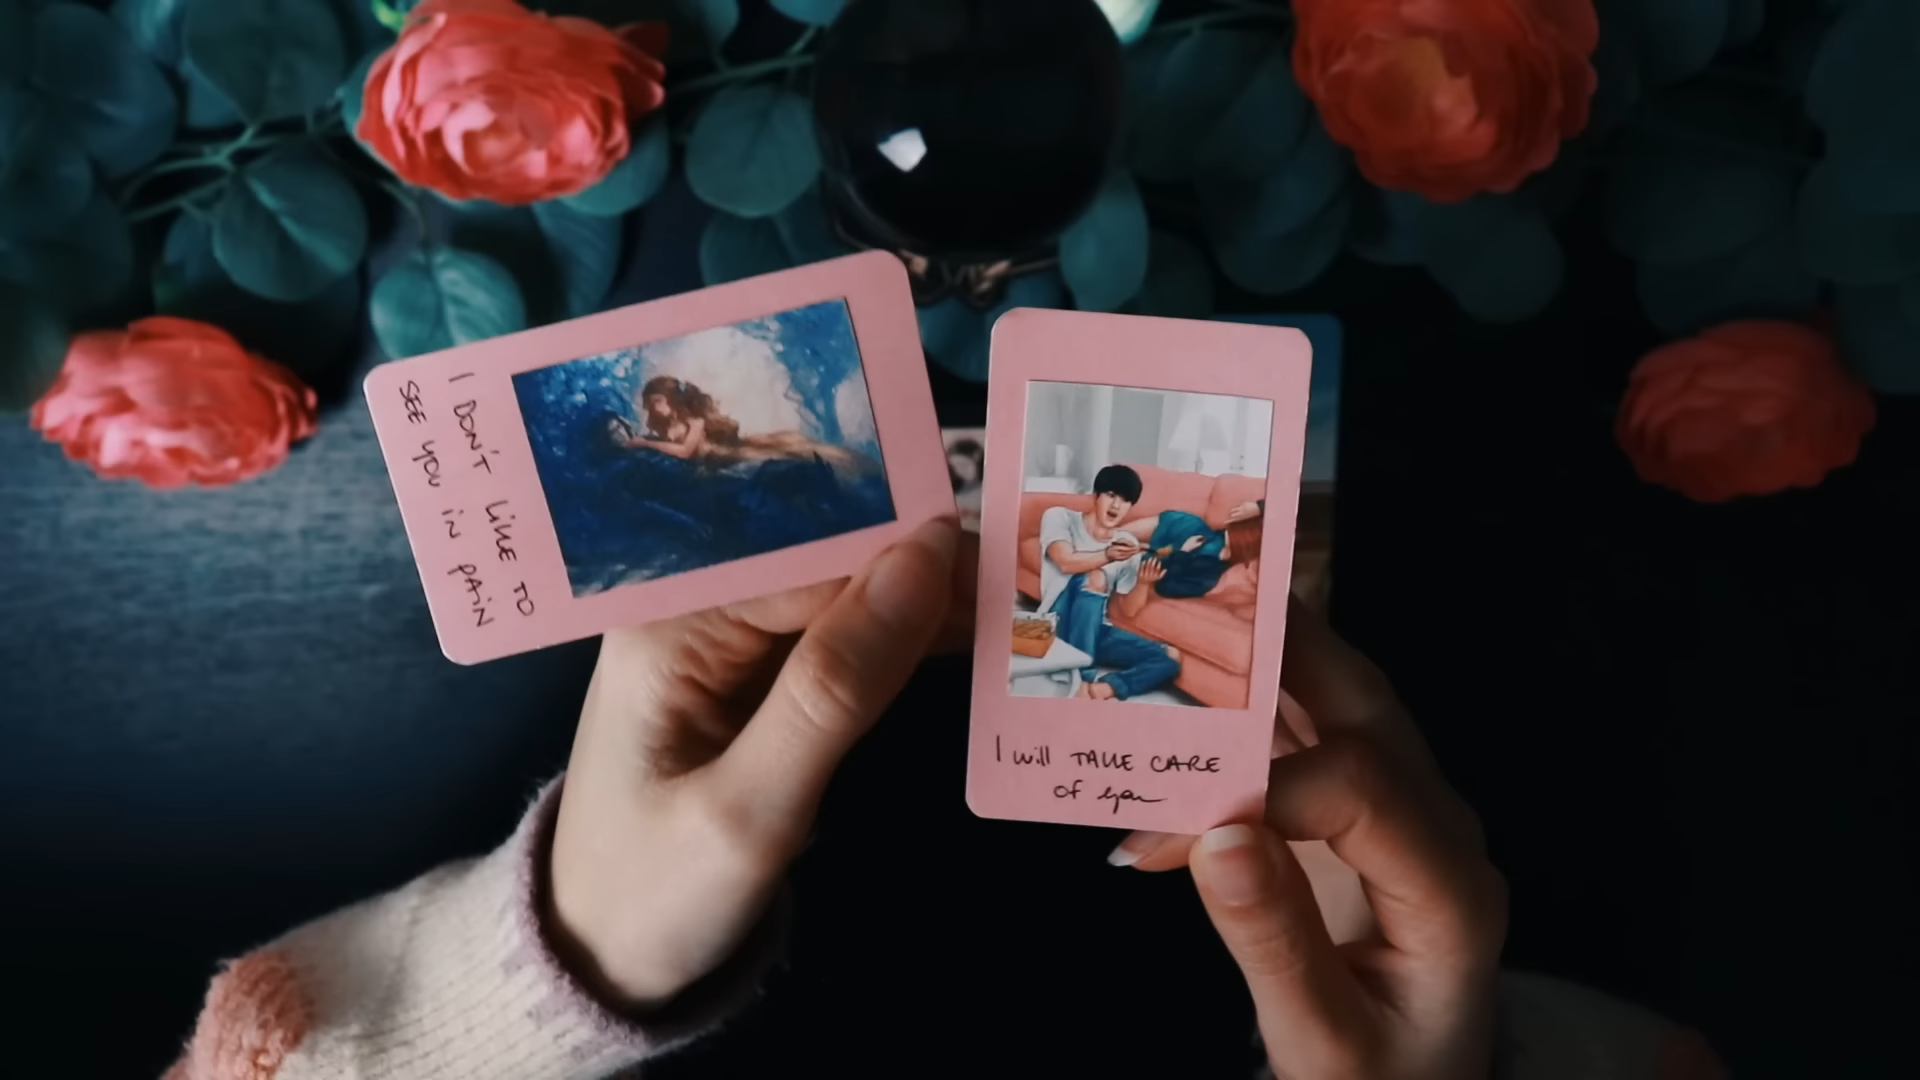 I DON'T LIKE TO
SEE YOU IN PAIN
I will TAKE CARE
of you